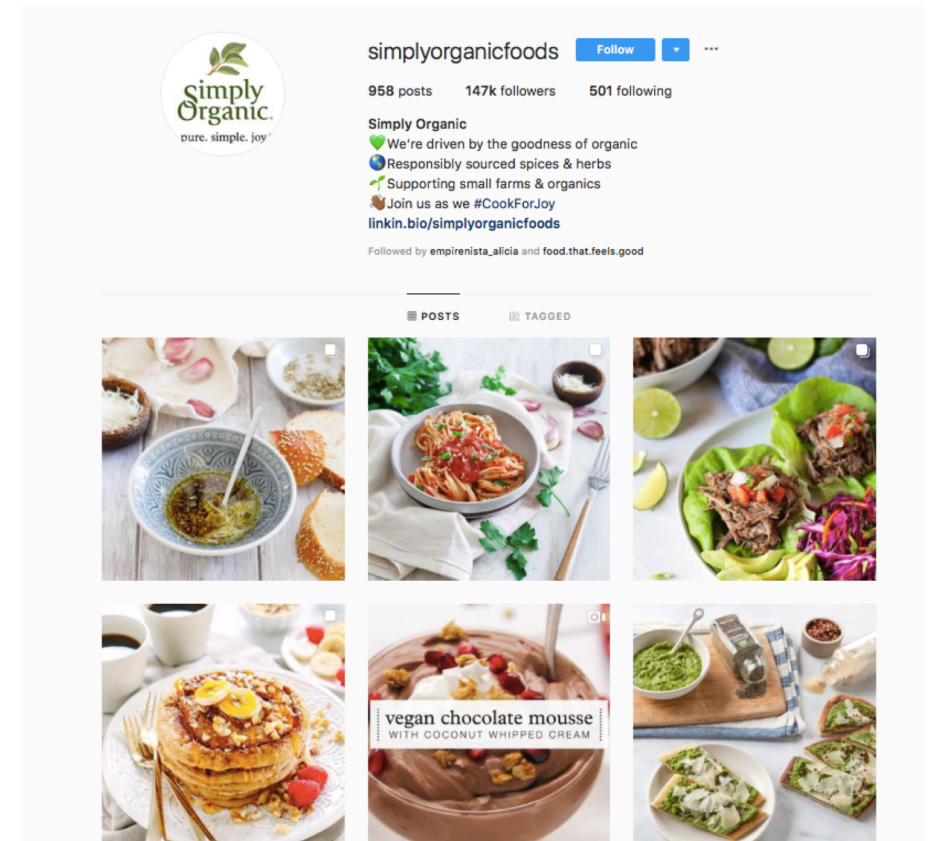 simply
Organic.
pure. simple. joy
simplyorganicfoods
Follow
958 posts 147k followers 501 following
Simply Organic
💚We're driven by the goodness of organic
🌎Responsibly sourced spices & herbs
🌱Supporting small farms & organics
👋🏾Join us as we #CookForJoy
linkin.bio/simplyorganicfoods
Followed by empirenista_alicia and food.that.feels.good
POSTS TAGGED
vegan chocolate mousse
WITH COCONUT WHIPPED CREAM